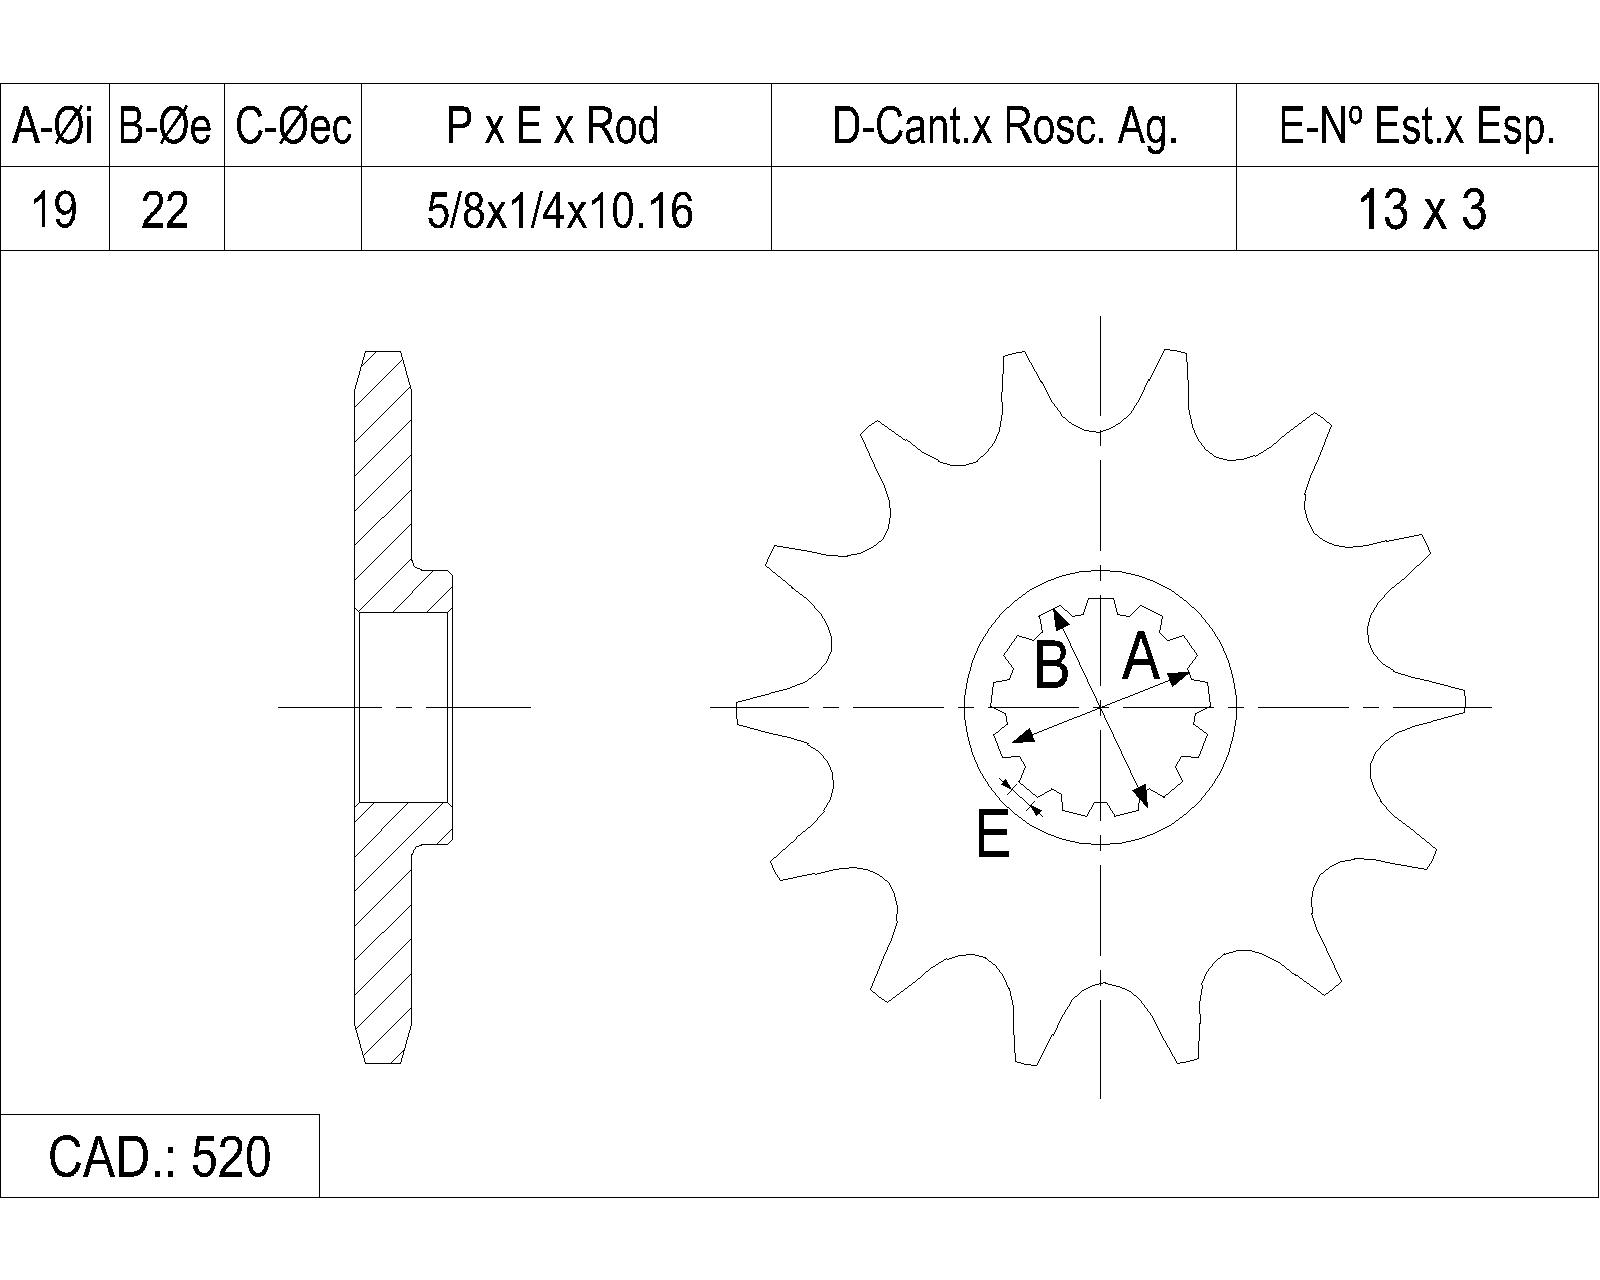 A-Øi B-Øe C-Øec P x E x Rod D-Cant.x Rosc. Ag. E-Nº Est.x Esp.
19 22 5/8x1/4x10.16 13 x 3
B A
E
CAD.: 520